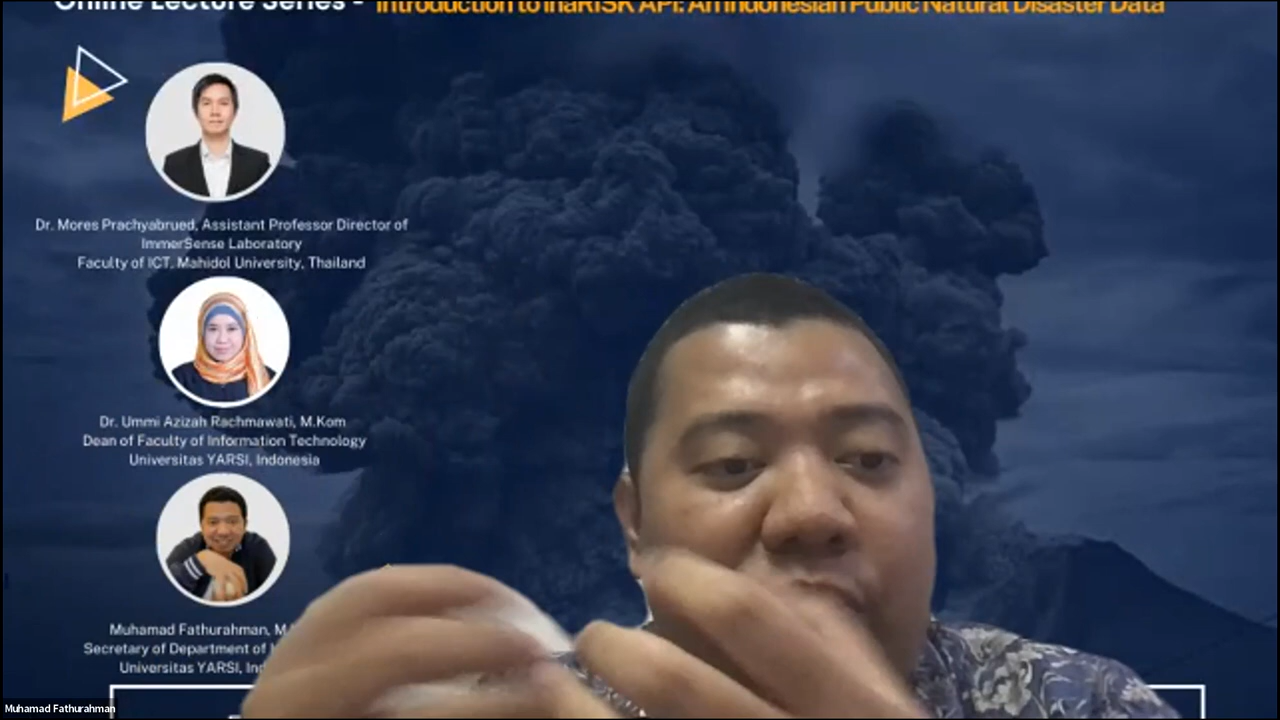 Online Lecture Series - Introduction to InaRISK API: An Indonesian Public Natural Disaster Data
Dr. Mores Prachyabrued, Assistant Professor Director of
ImmerSense Laboratory
Faculty of ICT, Mahidol University, Thailand
Dr. Ummi Azizah Rachmawati, M.Kom
Dean of Faculty of Information Technology
Universitas YARSI, Indonesia
Muhamad Fathurahman,
Secretary of Department of
Universitas YARSI,
Muhamad Fathurahman